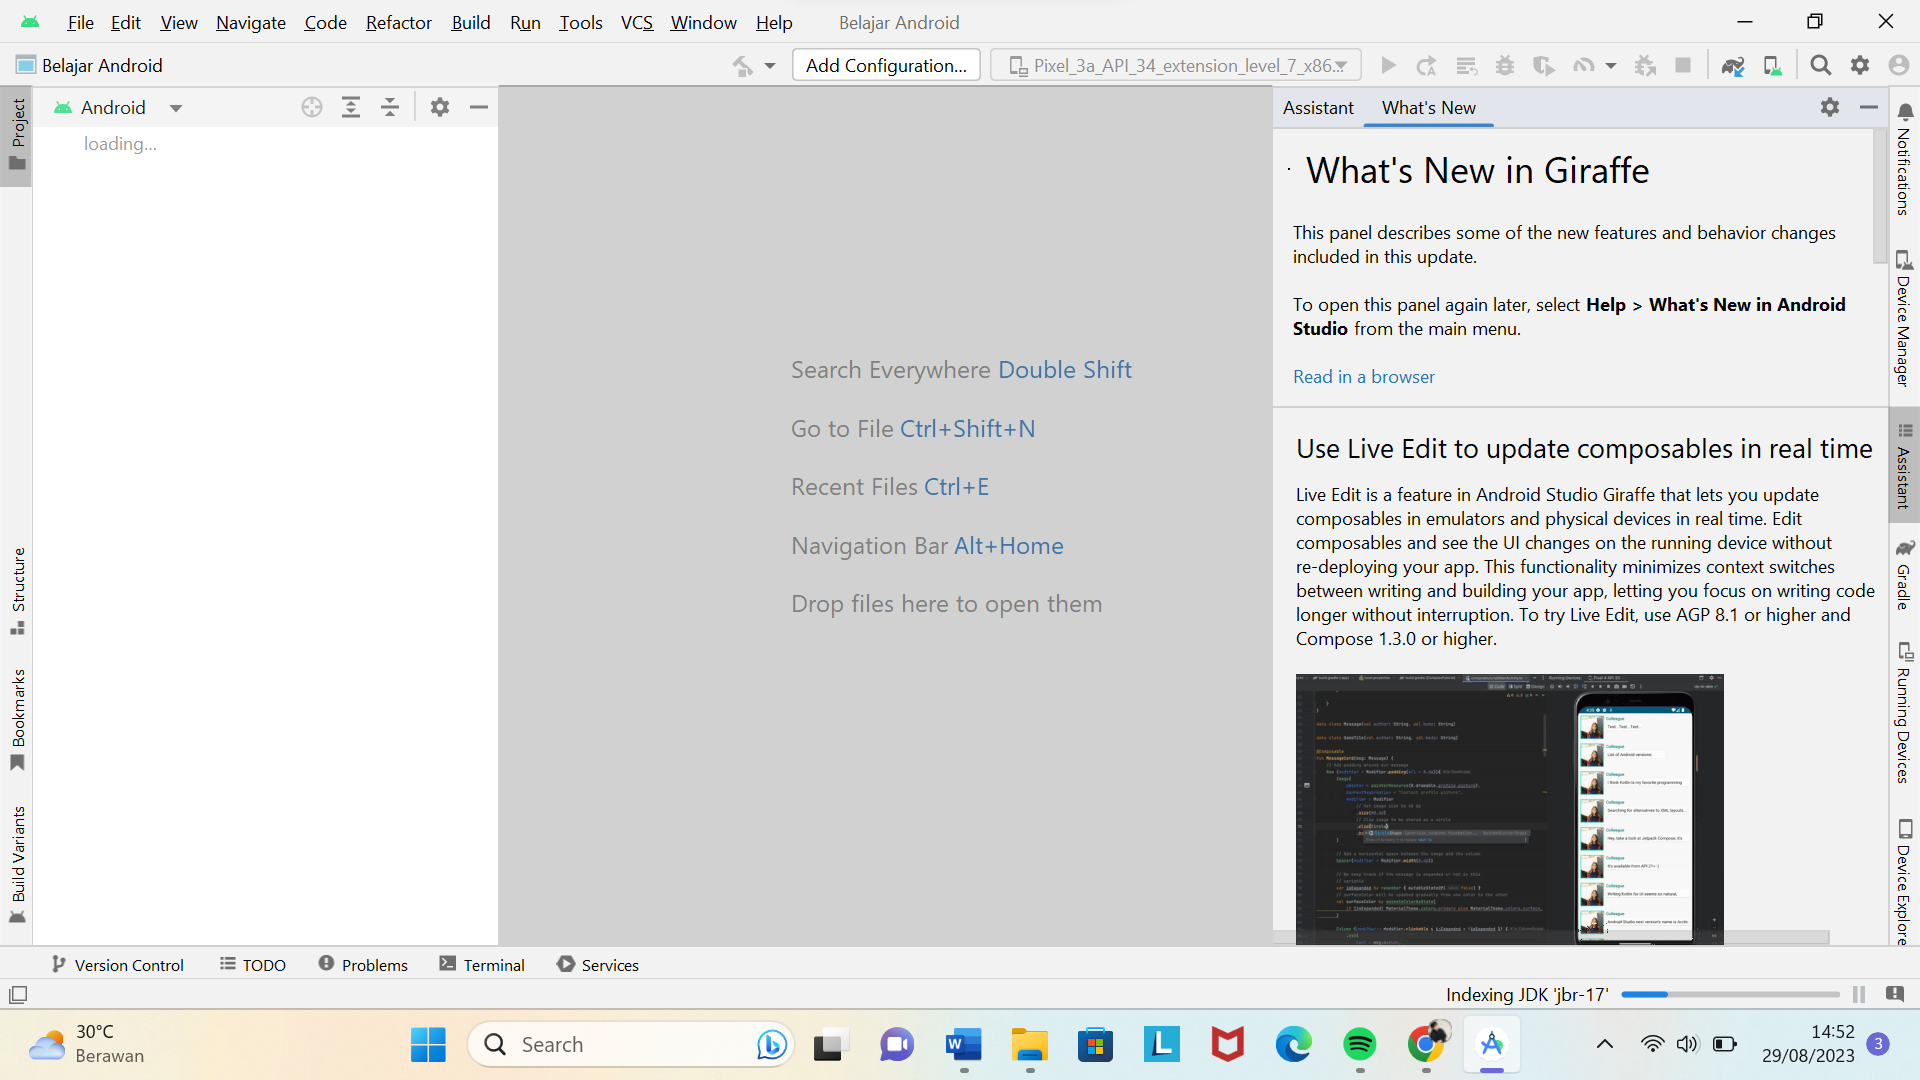 File Edit View Navigate Code Refactor Build Run Tools VCS Window Help Belajar Android
Belajar Android
Add Configuration...
Pixel_3a_API_34_extension_level_7_x86...
Project
Android
loading...
Structure
Bookmarks
Build Variants
Search Everywhere Double Shift
Go to File Ctrl+Shift+N
Recent Files Ctrl+E
Navigation Bar Alt+Home
Drop files here to open them
Assistant What's New
What's New in Giraffe
This panel describes some of the new features and behavior changes
included in this update.
To open this panel again later, select Help > What's New in Android
Studio from the main menu.
Read in a browser
Use Live Edit to update composables in real time
Live Edit is a feature in Android Studio Giraffe that lets you update
composables in emulators and physical devices in real time. Edit
composables and see the UI changes on the running device without
re-deploying your app. This functionality minimizes context switches
between writing and building your app, letting you focus on writing code
longer without interruption. To try Live Edit, use AGP 8.1 or higher and
Compose 1.3.0 or higher.
Notifications
Device Manager
Assistant
Gradle
Running Devices
Device Explore
Version Control TODO Problems Terminal Services
Indexing JDK 'jbr-17'
30°C
Berawan
Search
14:52
29/08/2023
3